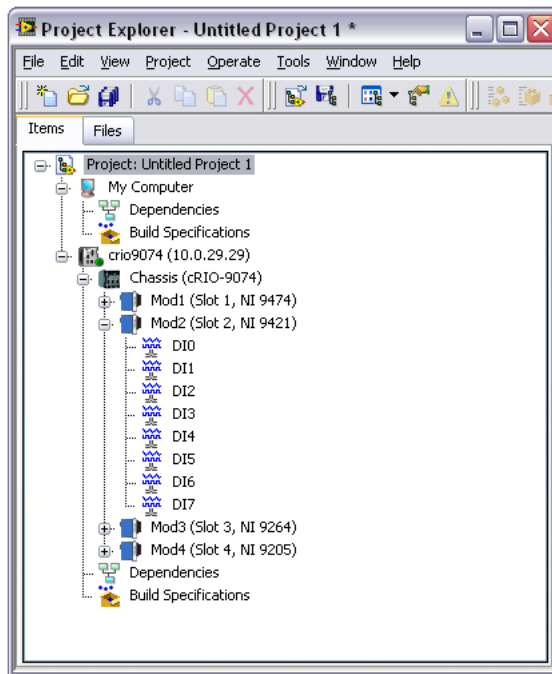 Project Explorer - Untitled Project 1 *
File Edit View Project Operate Tools Window Help
Items Files
Project: Untitled Project 1
My Computer
Dependencies
Build Specifications
crio9074 (10.0.29.29)
Chassis (cRIO-9074)
Mod1 (Slot 1, NI 9474)
Mod2 (Slot 2, NI 9421)
DI0
DI1
DI2
DI3
DI4
DI5
DI6
DI7
Mod3 (Slot 3, NI 9264)
Mod4 (Slot 4, NI 9205)
Dependencies
Build Specifications